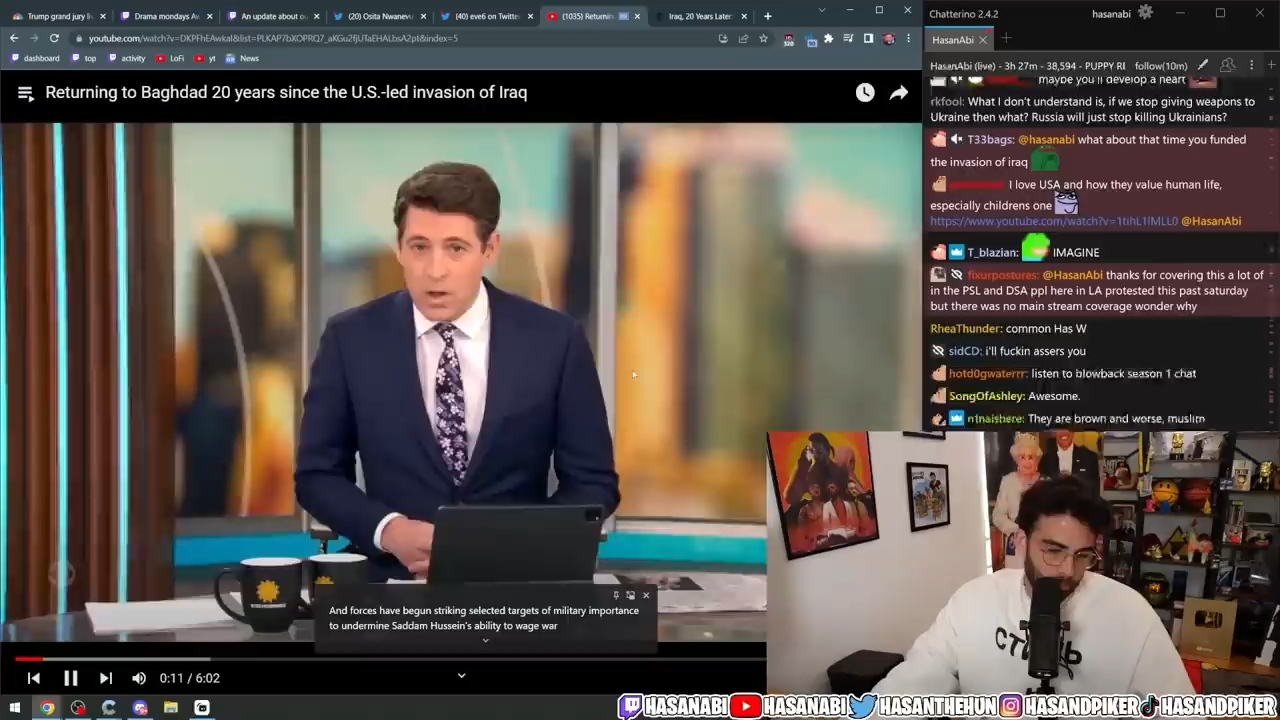 Trump grand jury li
Drama mondays Aw
An update about ou
(20) Osita Nwanevu
(40) eve6 on Twitte
(1035) Returnin
Iraq, 20 Years Later:
youtube.com/watch?v=DKPFhEAwkaI&list=PLKAP7bXOPRQ7_aKGu2fjUTaEHALbsA2pt&index=5
dashboard
top
activity
LoFi
yt
News
Returning to Baghdad 20 years since the U.S.-led invasion of Iraq
And forces have begun striking selected targets of military importance
to undermine Saddam Hussein's ability to wage war
0:11 / 6:02
Chatterino 2.4.2
hasanabi
HasanAbi
HasanAbi (live) - 3h 27m - 38,594 - PUPPY RI
follow(10m)
maybe you'll develop a heart
rkfool: What I don't understand is, if we stop giving weapons to
Ukraine then what? Russia will just stop killing Ukrainians?
T33bags: @hasanabi what about that time you funded
the invasion of iraq
I love USA and how they value human life,
especially childrens one
https://www.youtube.com/watch?v=1tihL1lMLL0 @HasanAbi
T_blazian: IMAGINE
fixurpostures: @HasanAbi thanks for covering this a lot of
in the PSL and DSA ppl here in LA protested this past saturday
but there was no main stream coverage wonder why
RheaThunder: common Has W
sidCD: i'll fuckin assers you
hotd0gwaterrr: listen to blowback season 1 chat
SongOfAshley: Awesome.
n1naishere: They are brown and worse, muslim
HASANABI HASANABI HASANTHEHUN HASANDPIKER HASANDPIKER